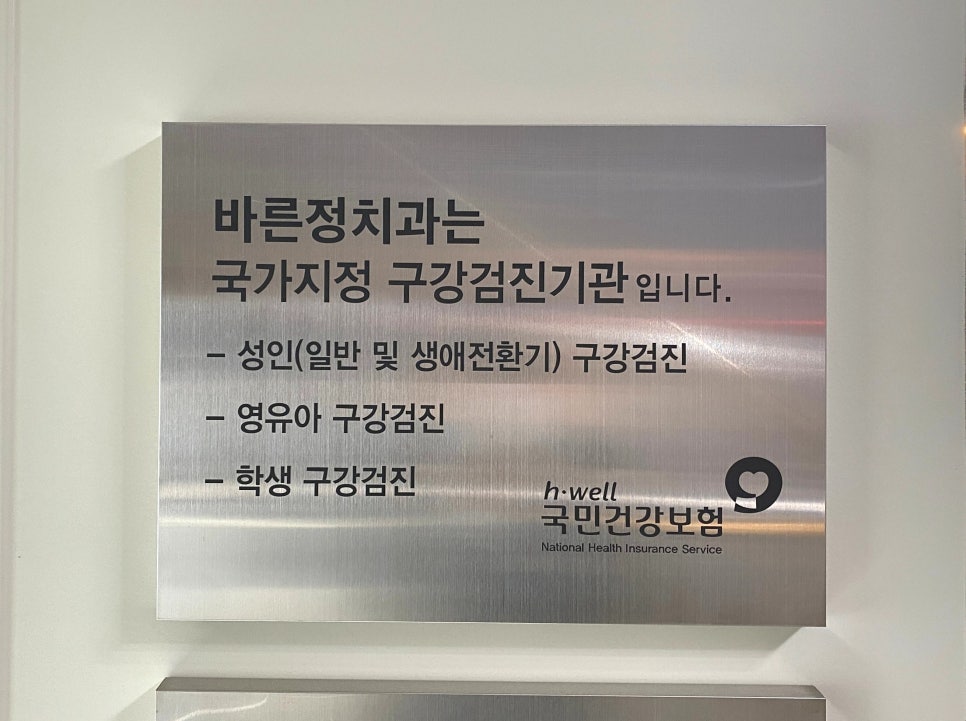 바른정치과는
국가지정 구강검진기관입니다.
– 성인(일반 및 생애전환기) 구강검진
– 영유아 구강검진
– 학생 구강검진
h·well
국민건강보험
National Health Insurance Service